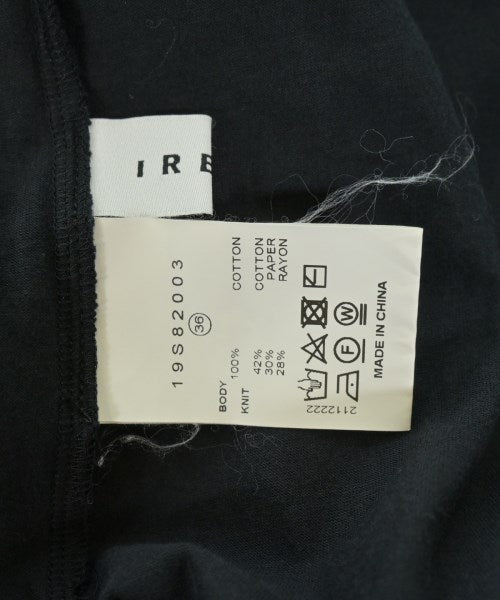 IRE
19S82003
36
BODY 100% COTTON
KNIT 42% COTTON
30% PAPER
28% RAYON
F W
2112222
MADE IN CHINA